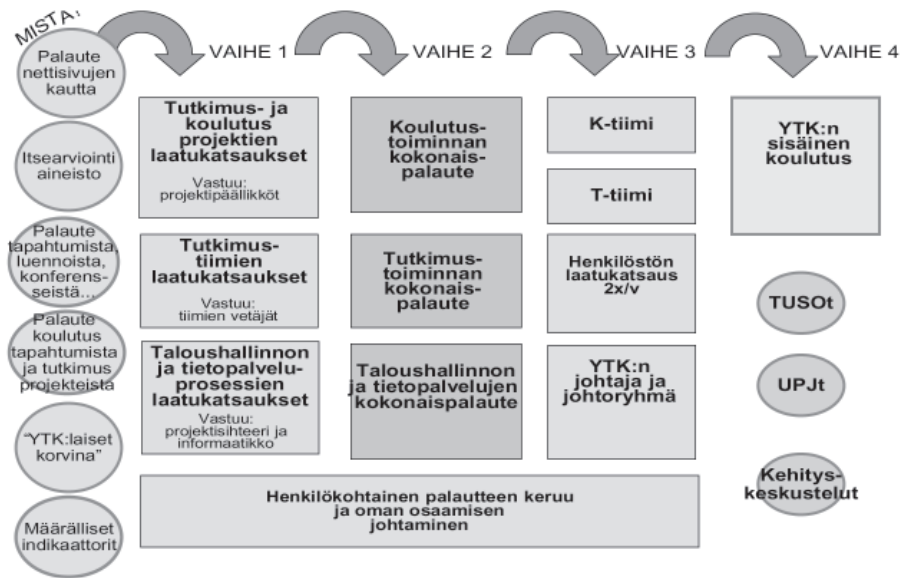 MISTÄ:
Palaute
nettisivujen
kautta
Itsearviointi
aineisto
Palaute
tapahtumista,
luennoista,
konferens-
seistä...
Palaute
koulutus
tapahtumista
ja tutkimus
projekteista
"YTK:laiset
korvina"
Määrälliset
indikaattorit
VAIHE 1
Tutkimus- ja
koulutus
projektien
laatukatsaukset
Vastuu:
projektipäällikköt
Tutkimus-
tiimien
laatukatsaukset
Vastuu:
tiimien vetäjät
Taloushallinnon
ja tietopalvelu-
prosessien
laatukatsaukset
Vastuu:
projektisihteeri ja
informaatikko
VAIHE 2
Koulutus-
toiminnan
kokonais-
palaute
Tutkimus-
toiminnan
kokonais-
palaute
Taloushallinnon
ja tietopalvelujen
kokonaispalaute
VAIHE 3
K-tiimi
T-tiimi
Henkilöstön
laatukatsaus
2x/v
YTK:n
johtaja ja
johtoryhmä
Henkilökohtainen palautteen keruu
ja oman osaamisen
johtaminen
VAIHE 4
YTK:n
sisäinen
koulutus
TUSOt
UPJt
Kehitys-
keskustelut